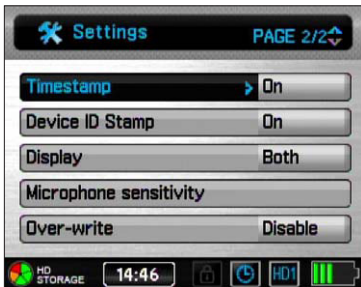 Settings PAGE 2/2
Timestamp > On
Device ID Stamp On
Display Both
Microphone sensitivity
Over-write Disable
HD STORAGE 14:46 HD1